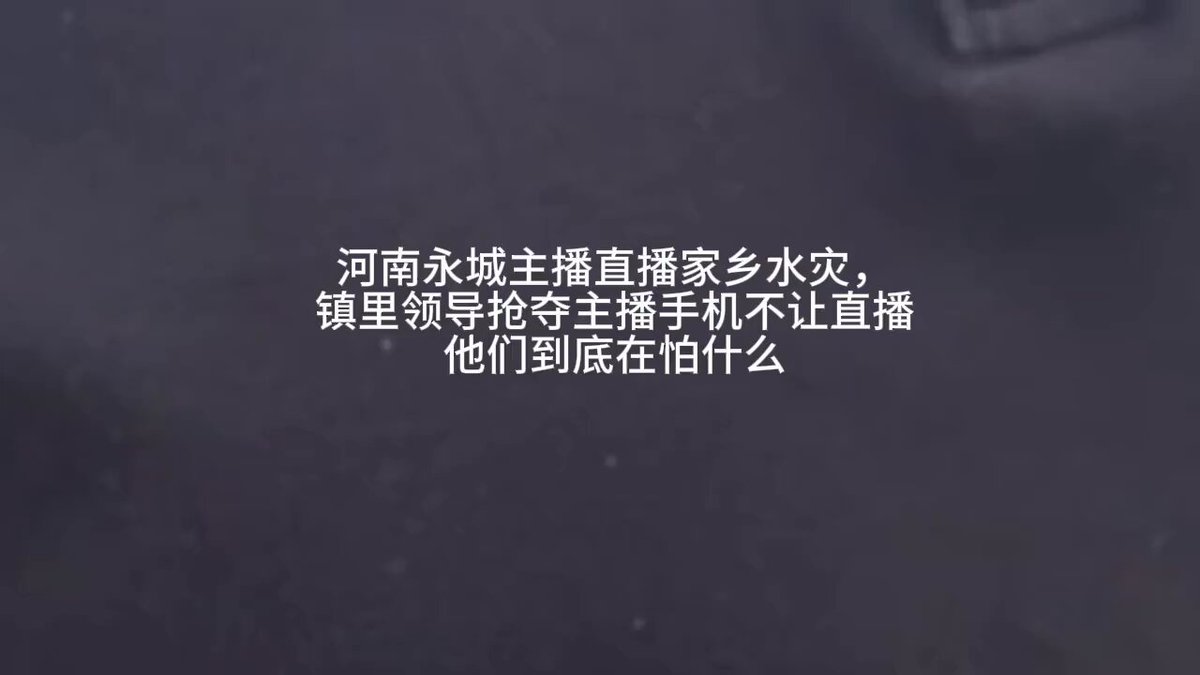 河南永城主播直播家乡水灾，
镇里领导抢夺主播手机不让直播
他们到底在怕什么